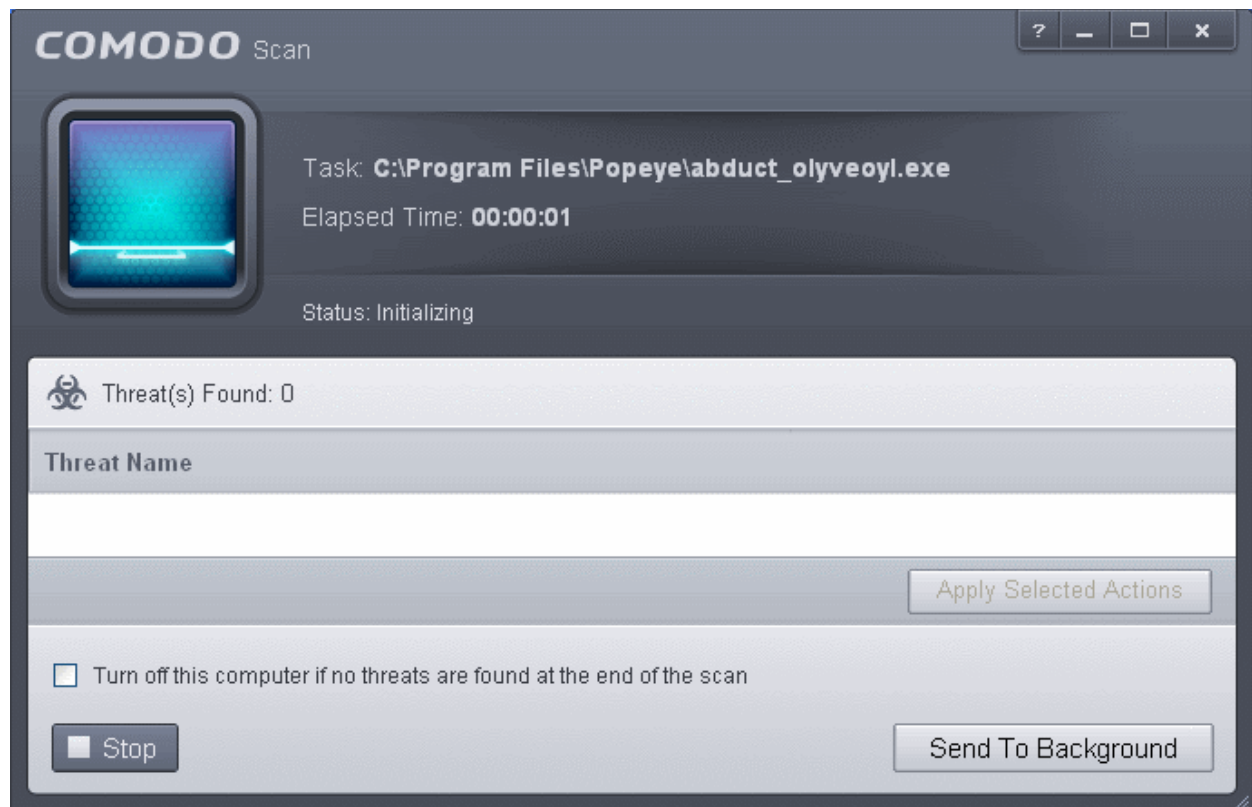 COMODO Scan
Task: C:\Program Files\Popeye\abduct_olyveoyl.exe
Elapsed Time: 00:00:01
Status: Initializing
Threat(s) Found: 0
Threat Name
Apply Selected Actions
Turn off this computer if no threats are found at the end of the scan
Stop
Send To Background